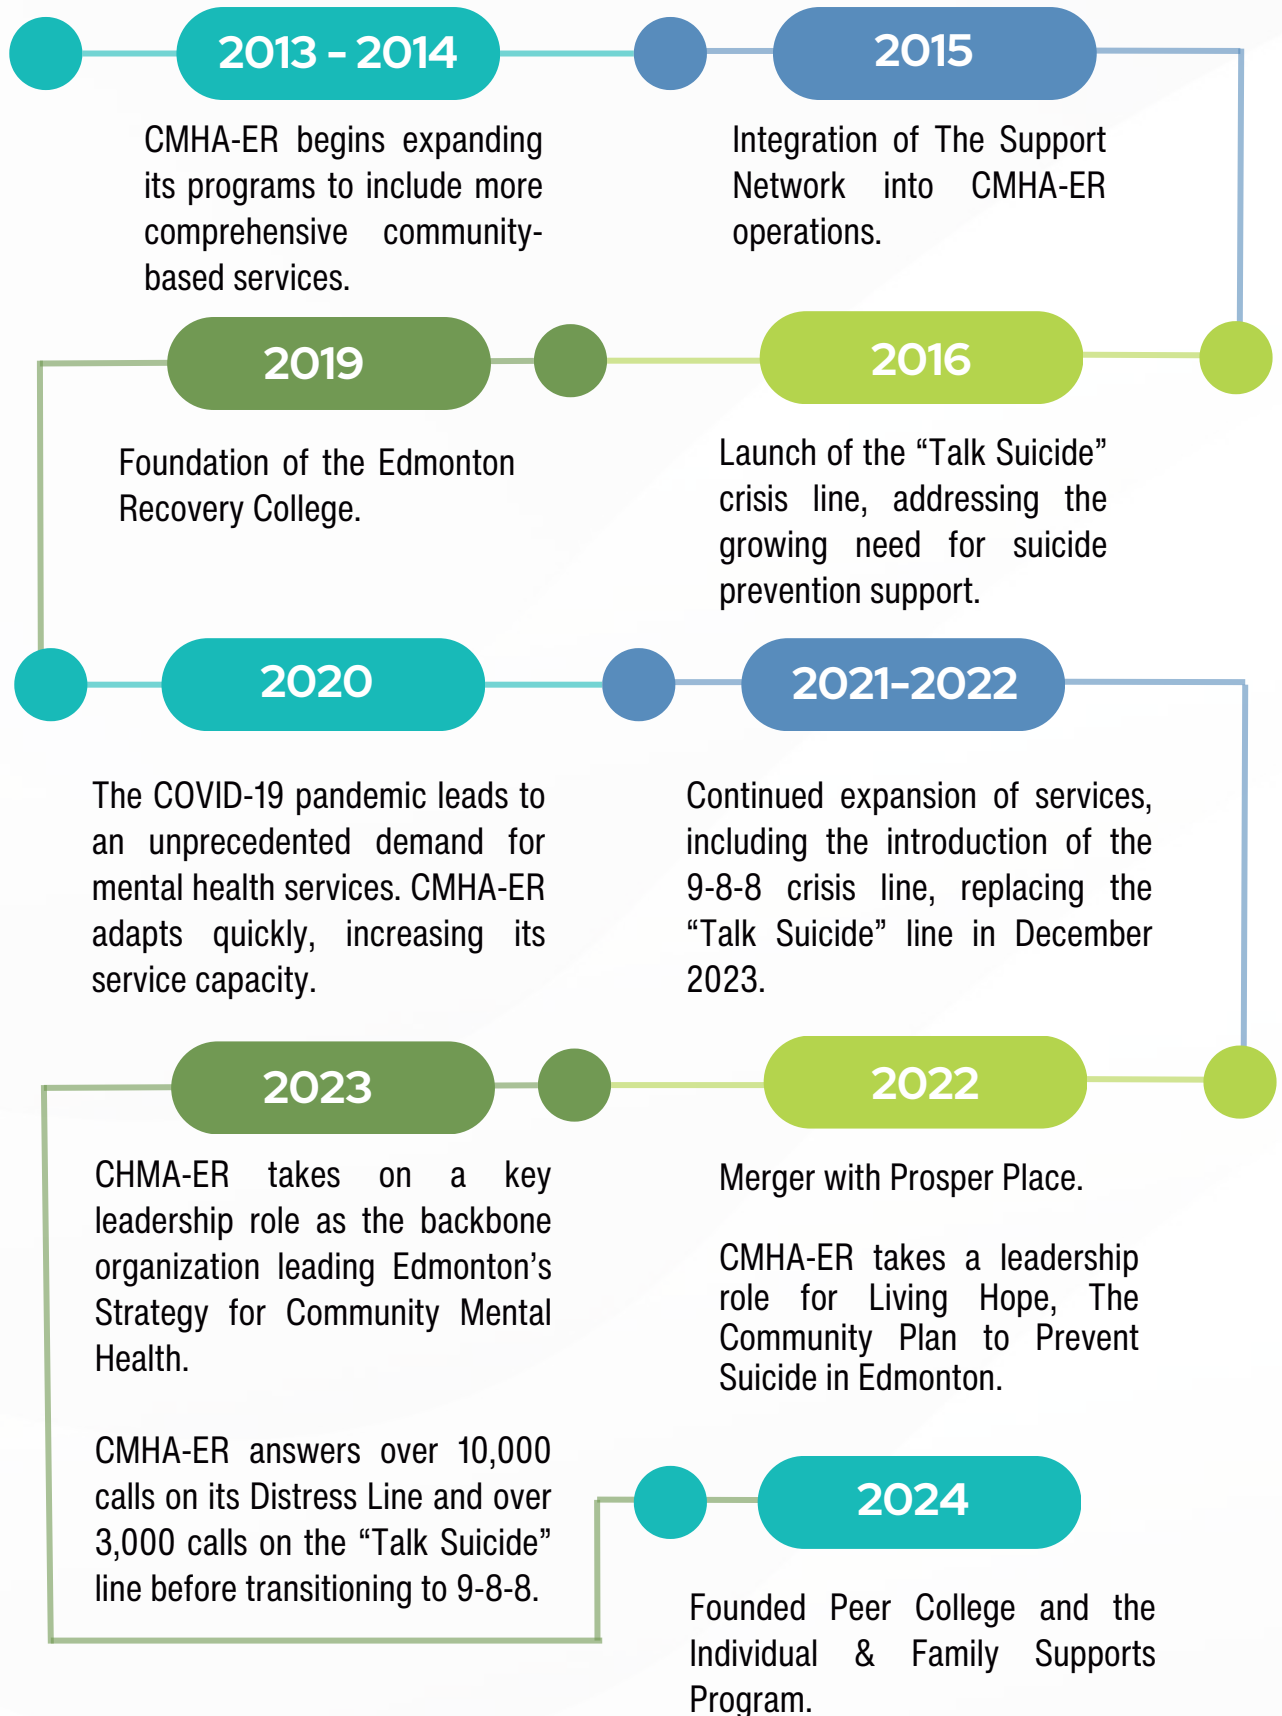 2013 - 2014
CMHA-ER begins expanding
its programs to include more
comprehensive community-
based services.
2015
Integration of The Support
Network into CMHA-ER
operations.
2016
Launch of the “Talk Suicide”
crisis line, addressing the
growing need for suicide
prevention support.
2019
Foundation of the Edmonton
Recovery College.
2020
The COVID-19 pandemic leads to
an unprecedented demand for
mental health services. CMHA-ER
adapts quickly, increasing its
service capacity.
2021-2022
Continued expansion of services,
including the introduction of the
9-8-8 crisis line, replacing the
“Talk Suicide” line in December
2023.
2022
Merger with Prosper Place.
CMHA-ER takes a leadership
role for Living Hope, The
Community Plan to Prevent
Suicide in Edmonton.
2023
CHMA-ER takes on a key
leadership role as the backbone
organization leading Edmonton’s
Strategy for Community Mental
Health.
CMHA-ER answers over 10,000
calls on its Distress Line and over
3,000 calls on the “Talk Suicide”
line before transitioning to 9-8-8.
2024
Founded Peer College and the
Individual & Family Supports
Program.